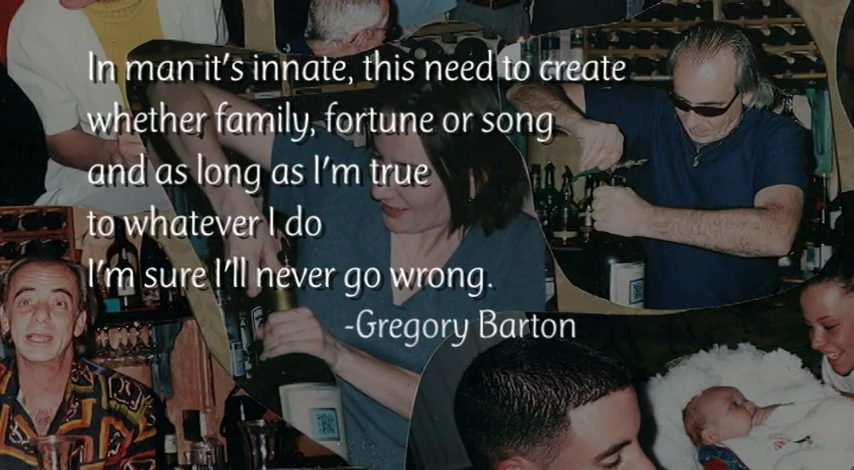 In man it's innate, this need to create
whether family, fortune or song
and as long as I'm true
to whatever I do
I'm sure I'll never go wrong.
-Gregory Barton